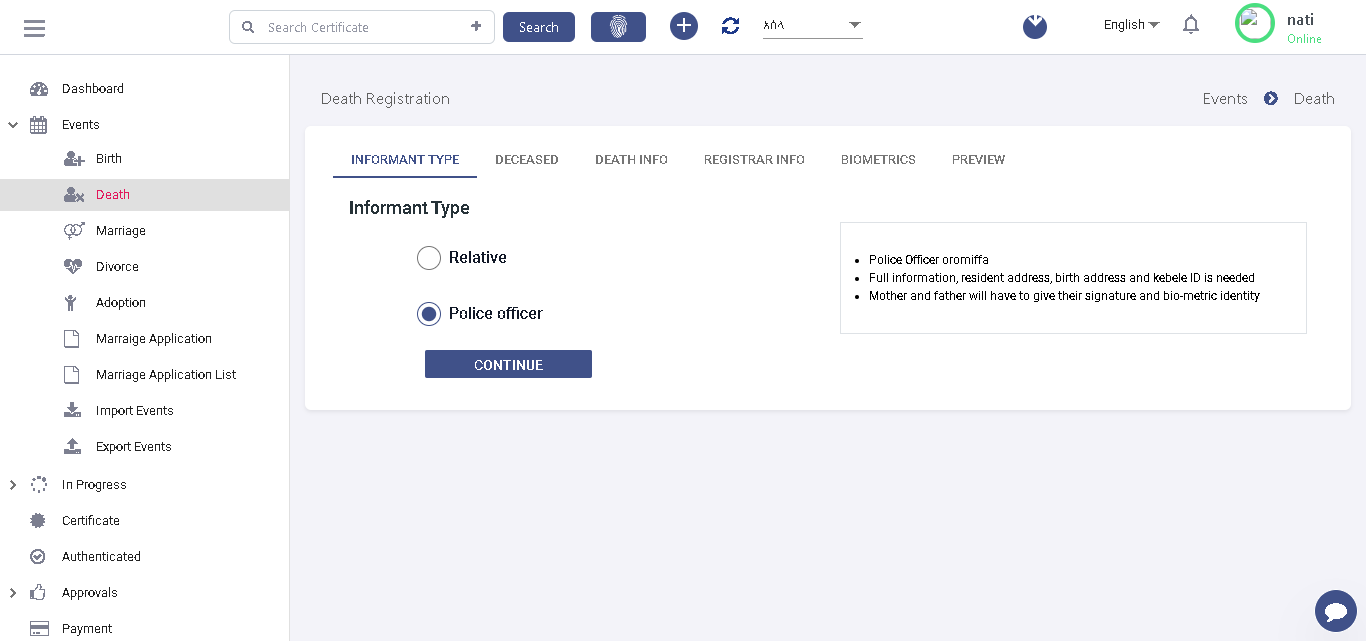 Search Certificate
Search
አሰላ
English
nati
Online
Dashboard
Events
Birth
Death
Marriage
Divorce
Adoption
Marraige Application
Marriage Application List
Import Events
Export Events
In Progress
Certificate
Authenticated
Approvals
Payment
Death Registration
Events Death
INFORMANT TYPE DECEASED DEATH INFO REGISTRAR INFO BIOMETRICS PREVIEW
Informant Type
Relative
Police officer
CONTINUE
Police Officer oromiffa
Full information, resident address, birth address and kebele ID is needed
Mother and father will have to give their signature and bio-metric identity